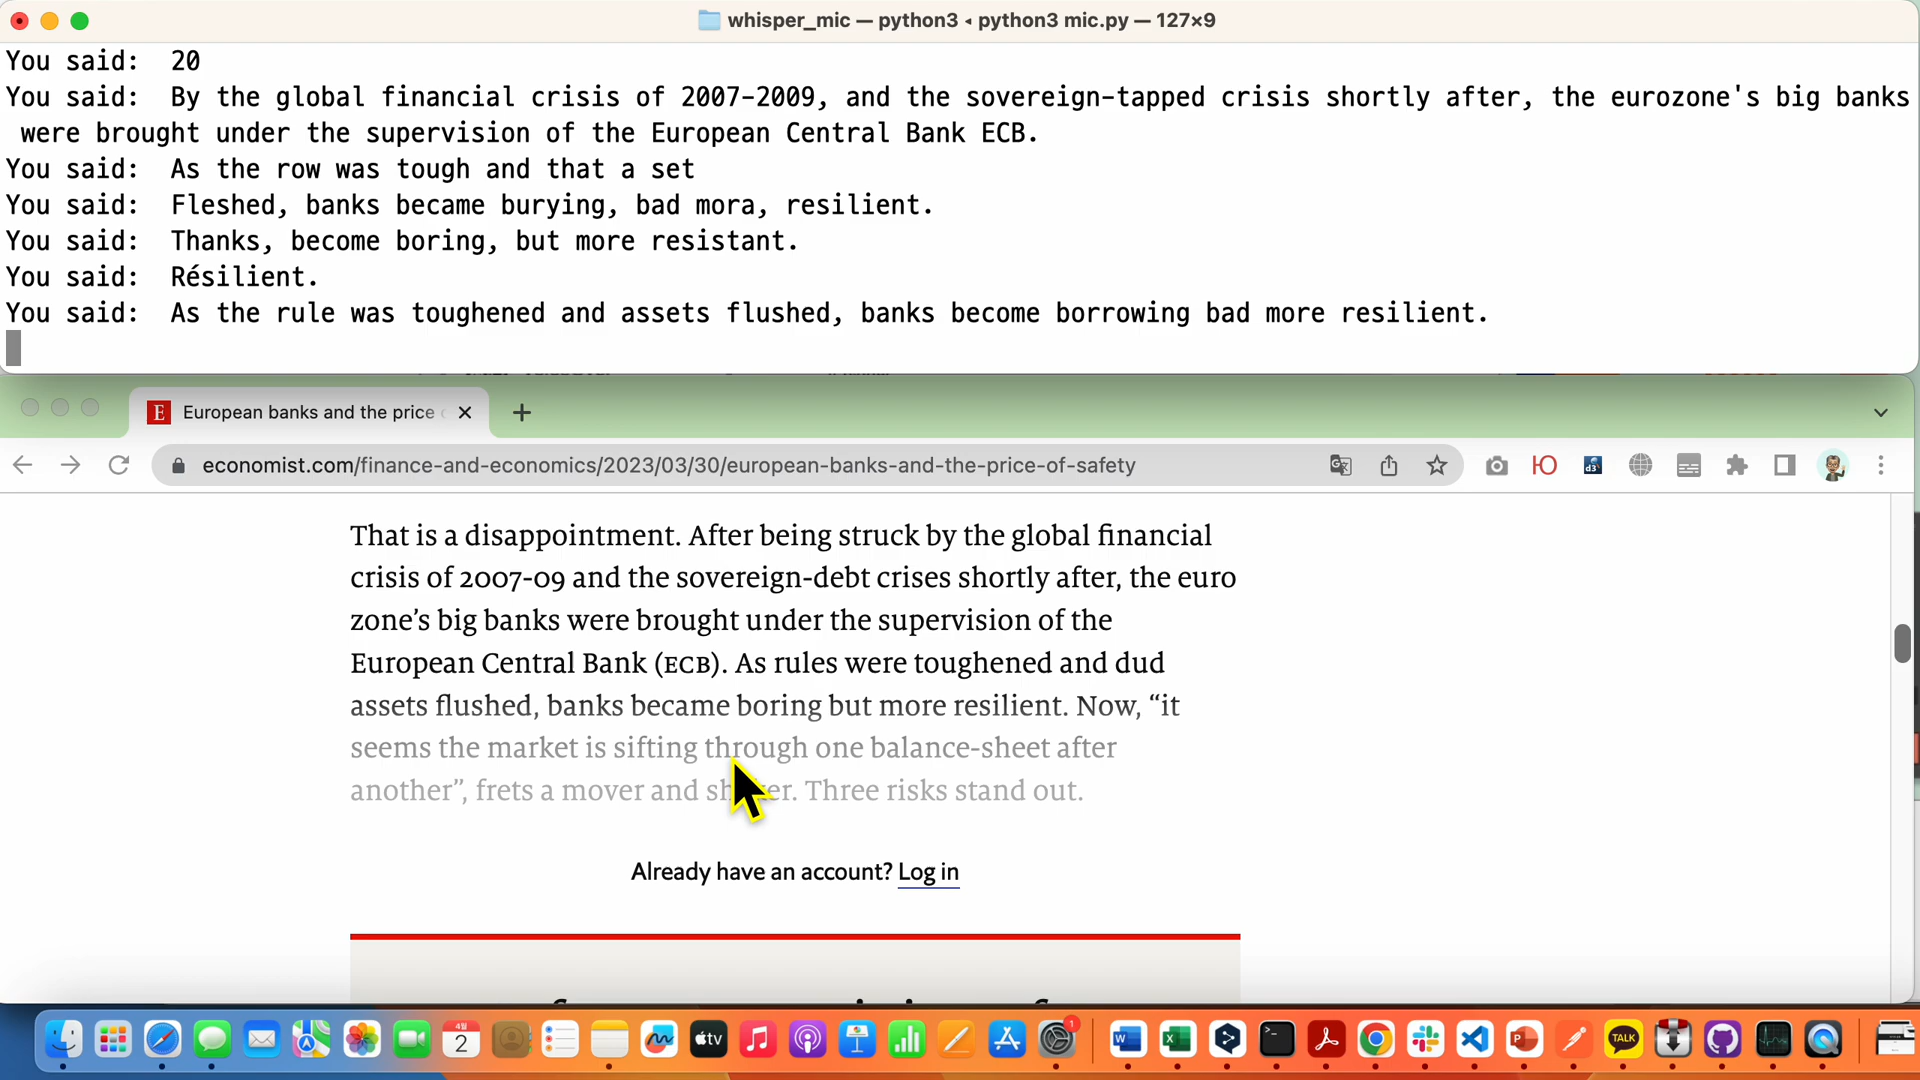 whisper_mic — python3 ◂ python3 mic.py — 127×9
You said:  20
You said:  By the global financial crisis of 2007-2009, and the sovereign-tapped crisis shortly after, the eurozone's big banks
were brought under the supervision of the European Central Bank ECB.
You said:  As the row was tough and that a set
You said:  Fleshed, banks became burying, bad mora, resilient.
You said:  Thanks, become boring, but more resistant.
You said:  Résilient.
You said:  As the rule was toughened and assets flushed, banks become borrowing bad more resilient.
E European banks and the price
economist.com/finance-and-economics/2023/03/30/european-banks-and-the-price-of-safety
That is a disappointment. After being struck by the global financial
crisis of 2007-09 and the sovereign-debt crises shortly after, the euro
zone’s big banks were brought under the supervision of the
European Central Bank (ECB). As rules were toughened and dud
assets flushed, banks became boring but more resilient. Now, “it
seems the market is sifting through one balance-sheet after
another”, frets a mover and shaker. Three risks stand out.
Already have an account? Log in
4월
2
tv
1
TALK